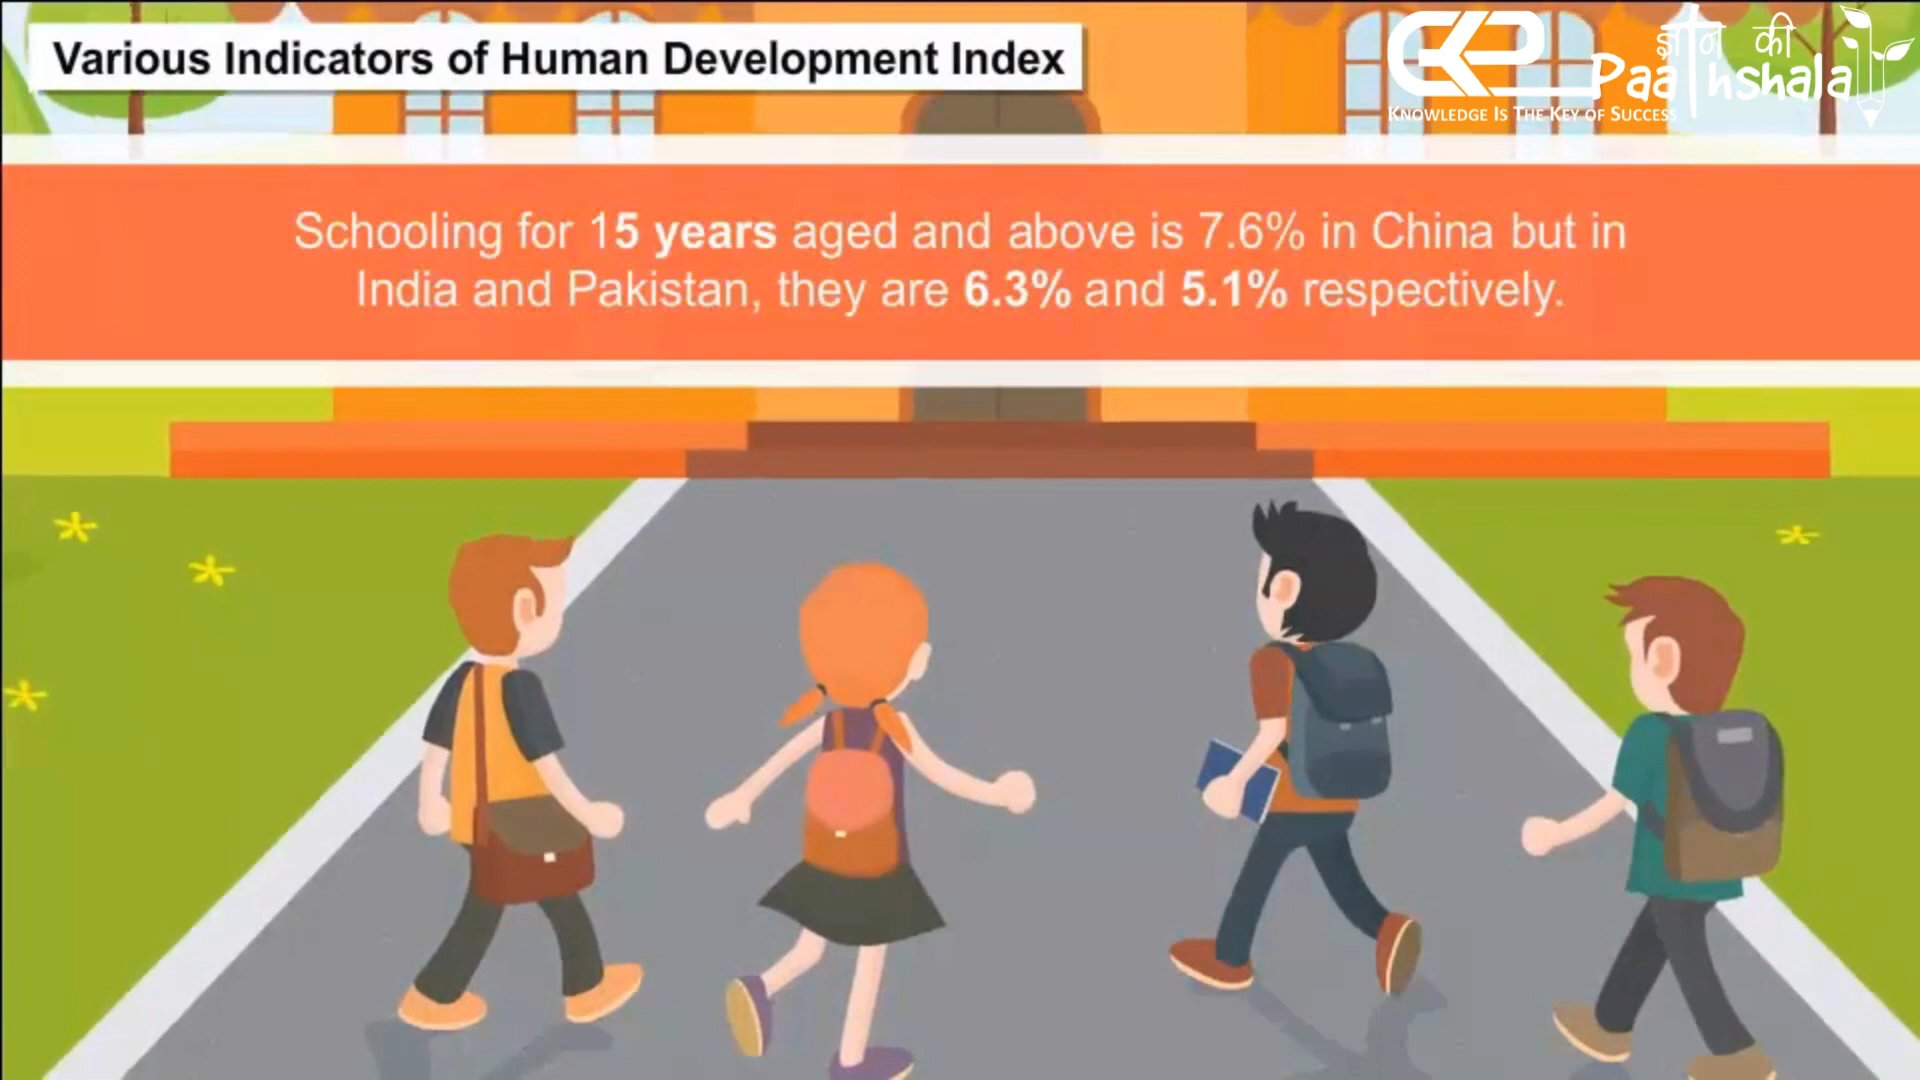 Various Indicators of Human Development Index
ज्ञान की
Paathshala
KNOWLEDGE IS THE KEY OF SUCCESS
Schooling for 15 years aged and above is 7.6% in China but in
India and Pakistan, they are 6.3% and 5.1% respectively.